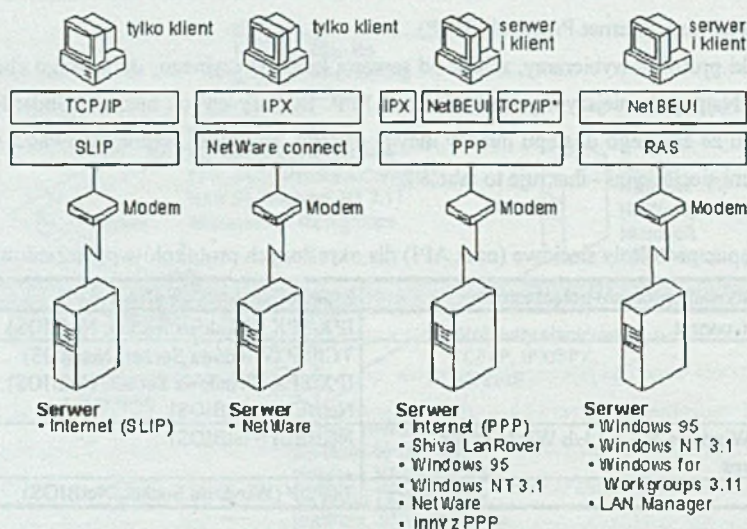 tylko klient
tylko klient
serwer
i klient
serwer
i klient
TCP/IP
IPX
IPX
NetBEUI
TCP/IP*
NetBEUI
SLIP
NetWare connect
PPP
RAS
Modem
Modem
Modem
Modem
Serwer
• Internet (SLIP)
Serwer
• NetWare
Serwer
• Internet (PPP)
• Shiva LanRover
• Windows 95
• Windows NT 3.1
• NetWare
• inny z PPP
Serwer
• Windows 95
• Windows NT 3.1
• Windows for
Workgroups 3.11
• LAN Manager